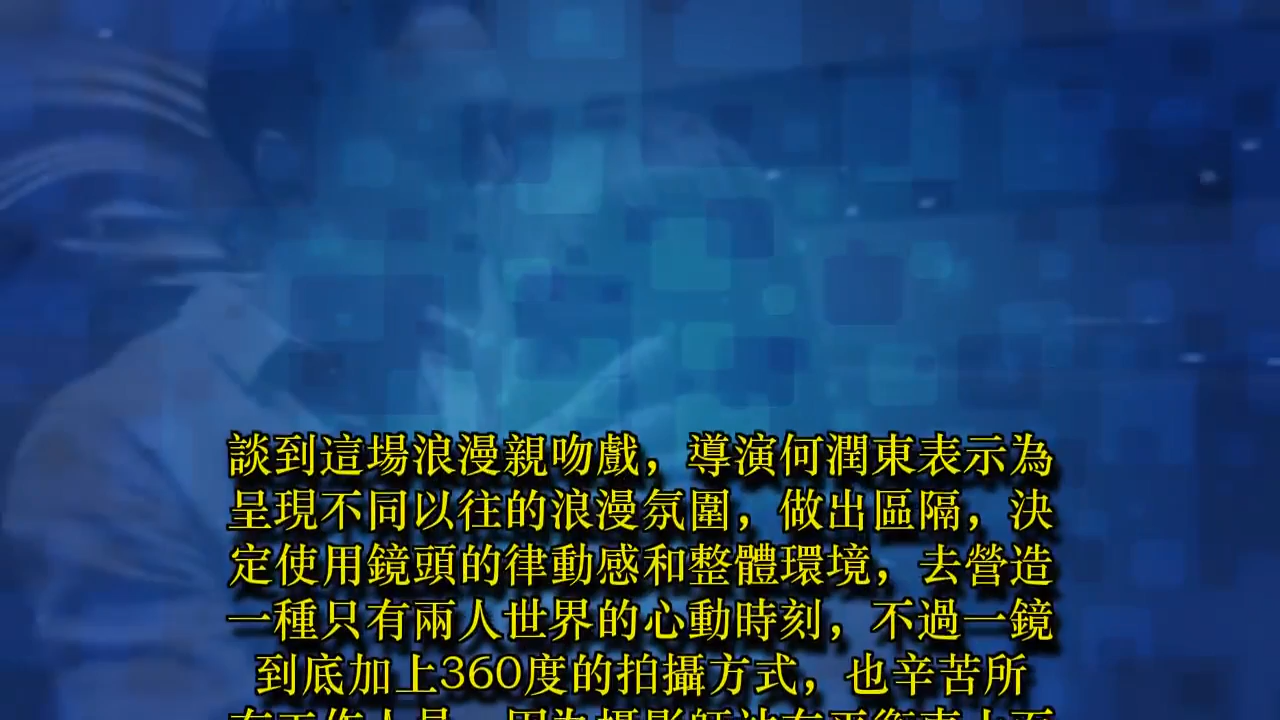 談到這場浪漫親吻戲，導演何潤東表示為
呈現不同以往的浪漫氛圍，做出區隔，決
定使用鏡頭的律動感和整體環境，去營造
一種只有兩人世界的心動時刻，不過一鏡
到底加上360度的拍攝方式，也辛苦所